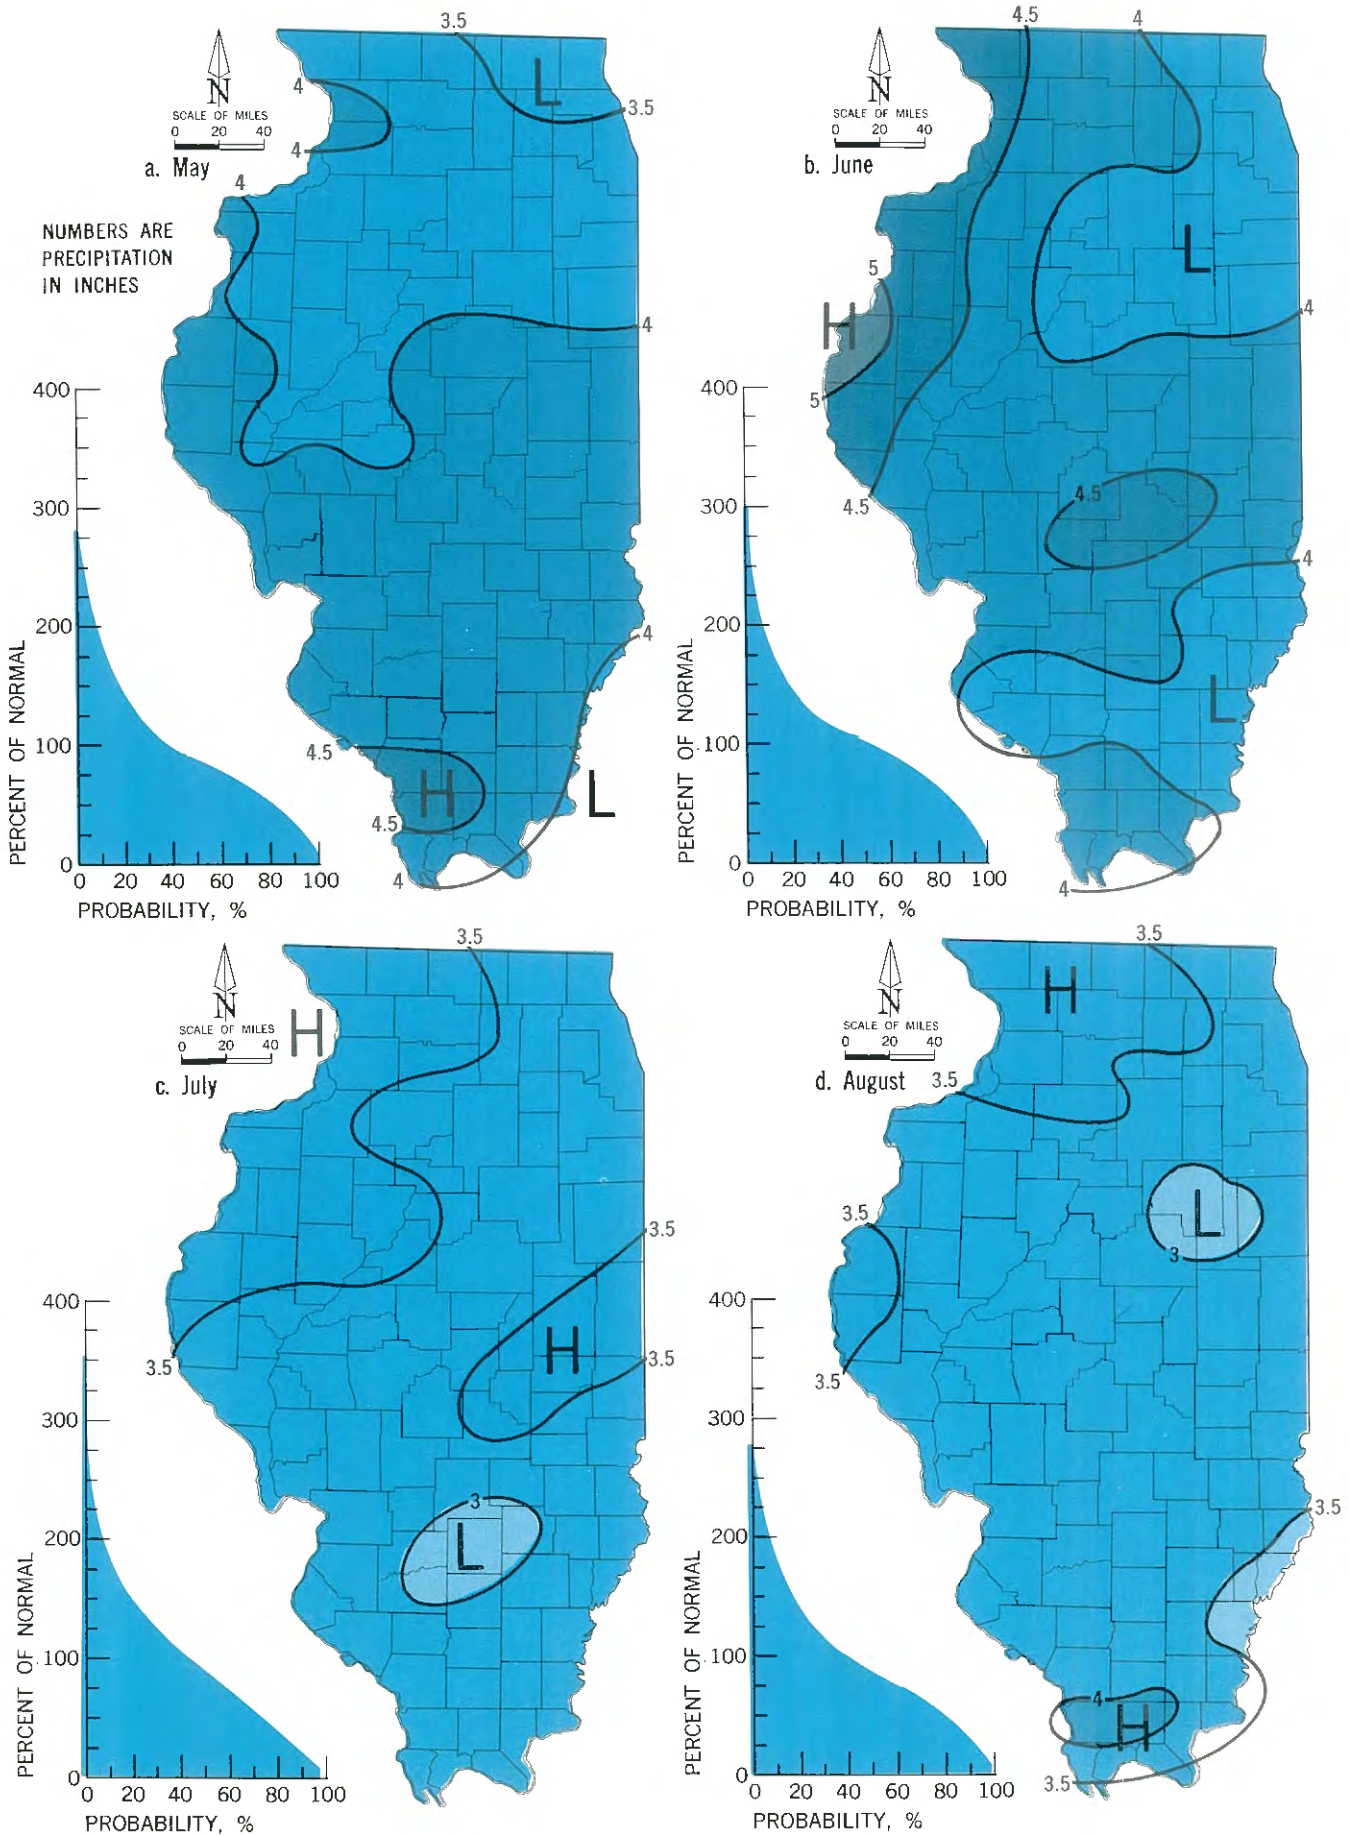 3.5
L
4
3.5
4
N
SCALE OF MILES
0 20 40
a. May
4
NUMBERS ARE
PRECIPITATION
IN INCHES
4
4
4.5
H
4.5
L
4
400
300
200
100
0
PERCENT OF NORMAL
0 20 40 60 80 100
PROBABILITY, %
4.5
4
N
SCALE OF MILES
0 20 40
b. June
L
5
H
4
5
4.5
4.5
4
L
4
400
300
200
100
0
PERCENT OF NORMAL
0 20 40 60 80 100
PROBABILITY, %
3.5
N
H
SCALE OF MILES
0 20 40
c. July
3.5
H
3.5
3.5
3
L
400
300
200
100
0
PERCENT OF NORMAL
0 20 40 60 80 100
PROBABILITY, %
3.5
H
N
SCALE OF MILES
0 20 40
d. August
3.5
L
3
3.5
3.5
3.5
4
H
3.5
400
300
200
100
0
PERCENT OF NORMAL
0 20 40 60 80 100
PROBABILITY, %